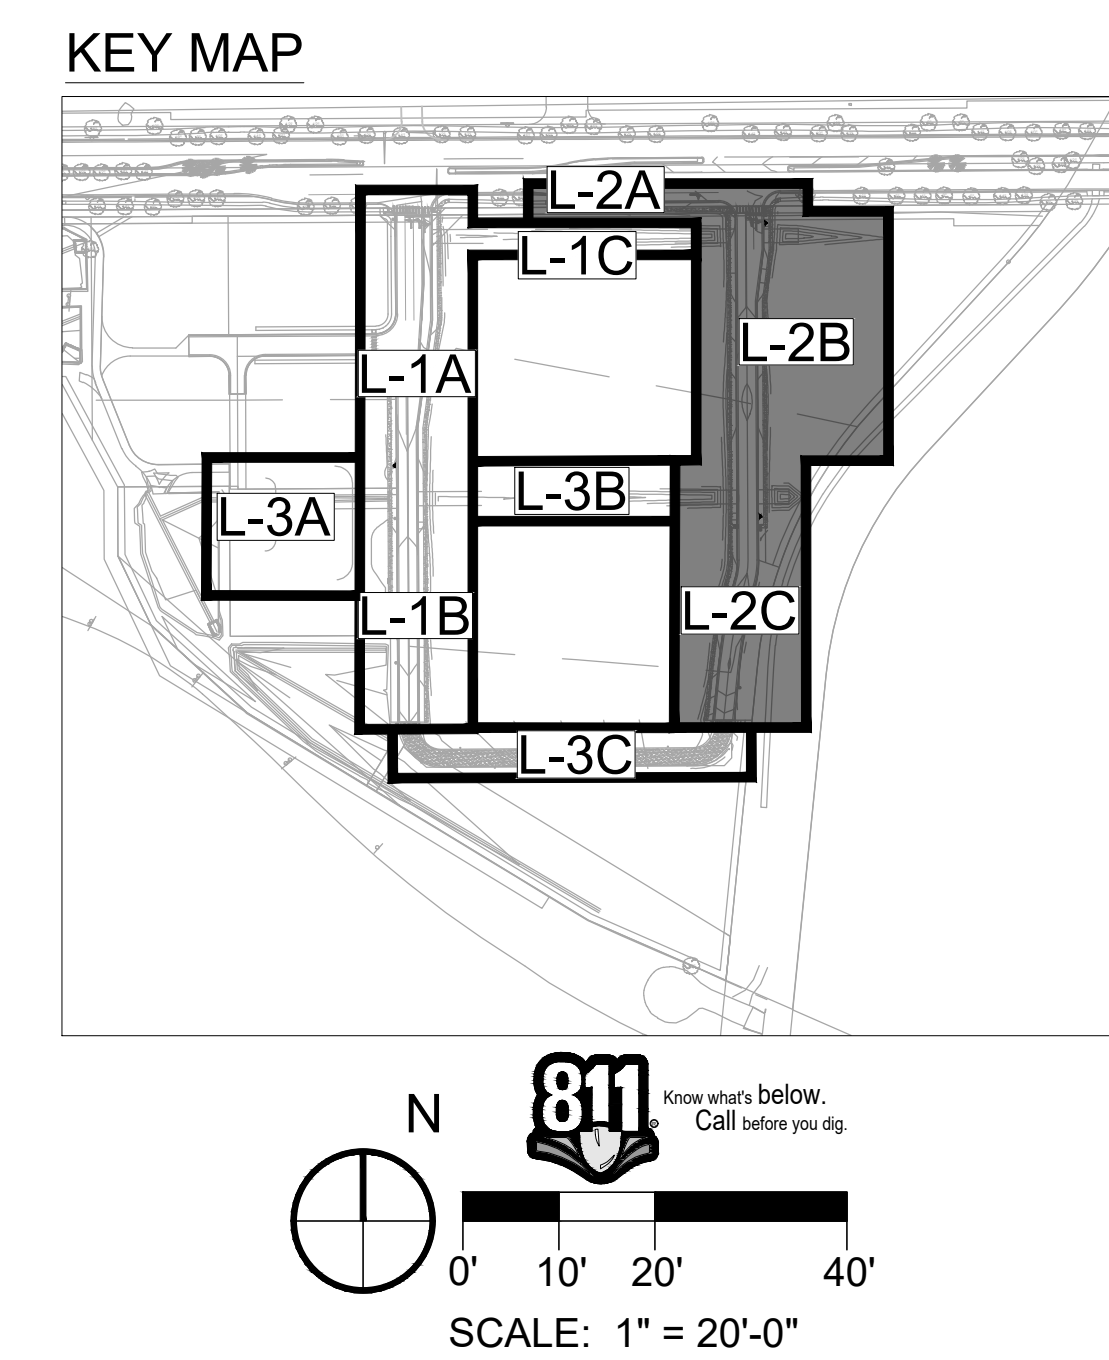 KEY MAP
L-2A
L-1C
L-2B
L-1A
L-3B
L-3A
L-2C
L-1B
L-3C
811®
Know what's below.
Call before you dig.
N
0' 10' 20' 40'
SCALE: 1" = 20'-0"